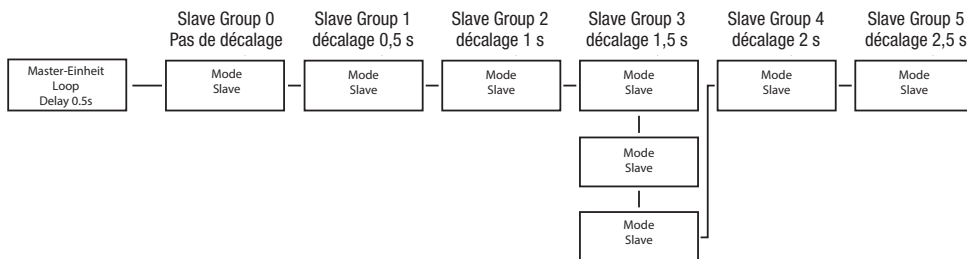 Slave Group 0
Pas de décalage
Slave Group 1
décalage 0,5 s
Slave Group 2
décalage 1 s
Slave Group 3
décalage 1,5 s
Slave Group 4
décalage 2 s
Slave Group 5
décalage 2,5 s
Master-Einheit
Loop
Delay 0.5s
Mode
Slave
Mode
Slave
Mode
Slave
Mode
Slave
Mode
Slave
Mode
Slave
Mode
Slave
Mode
Slave